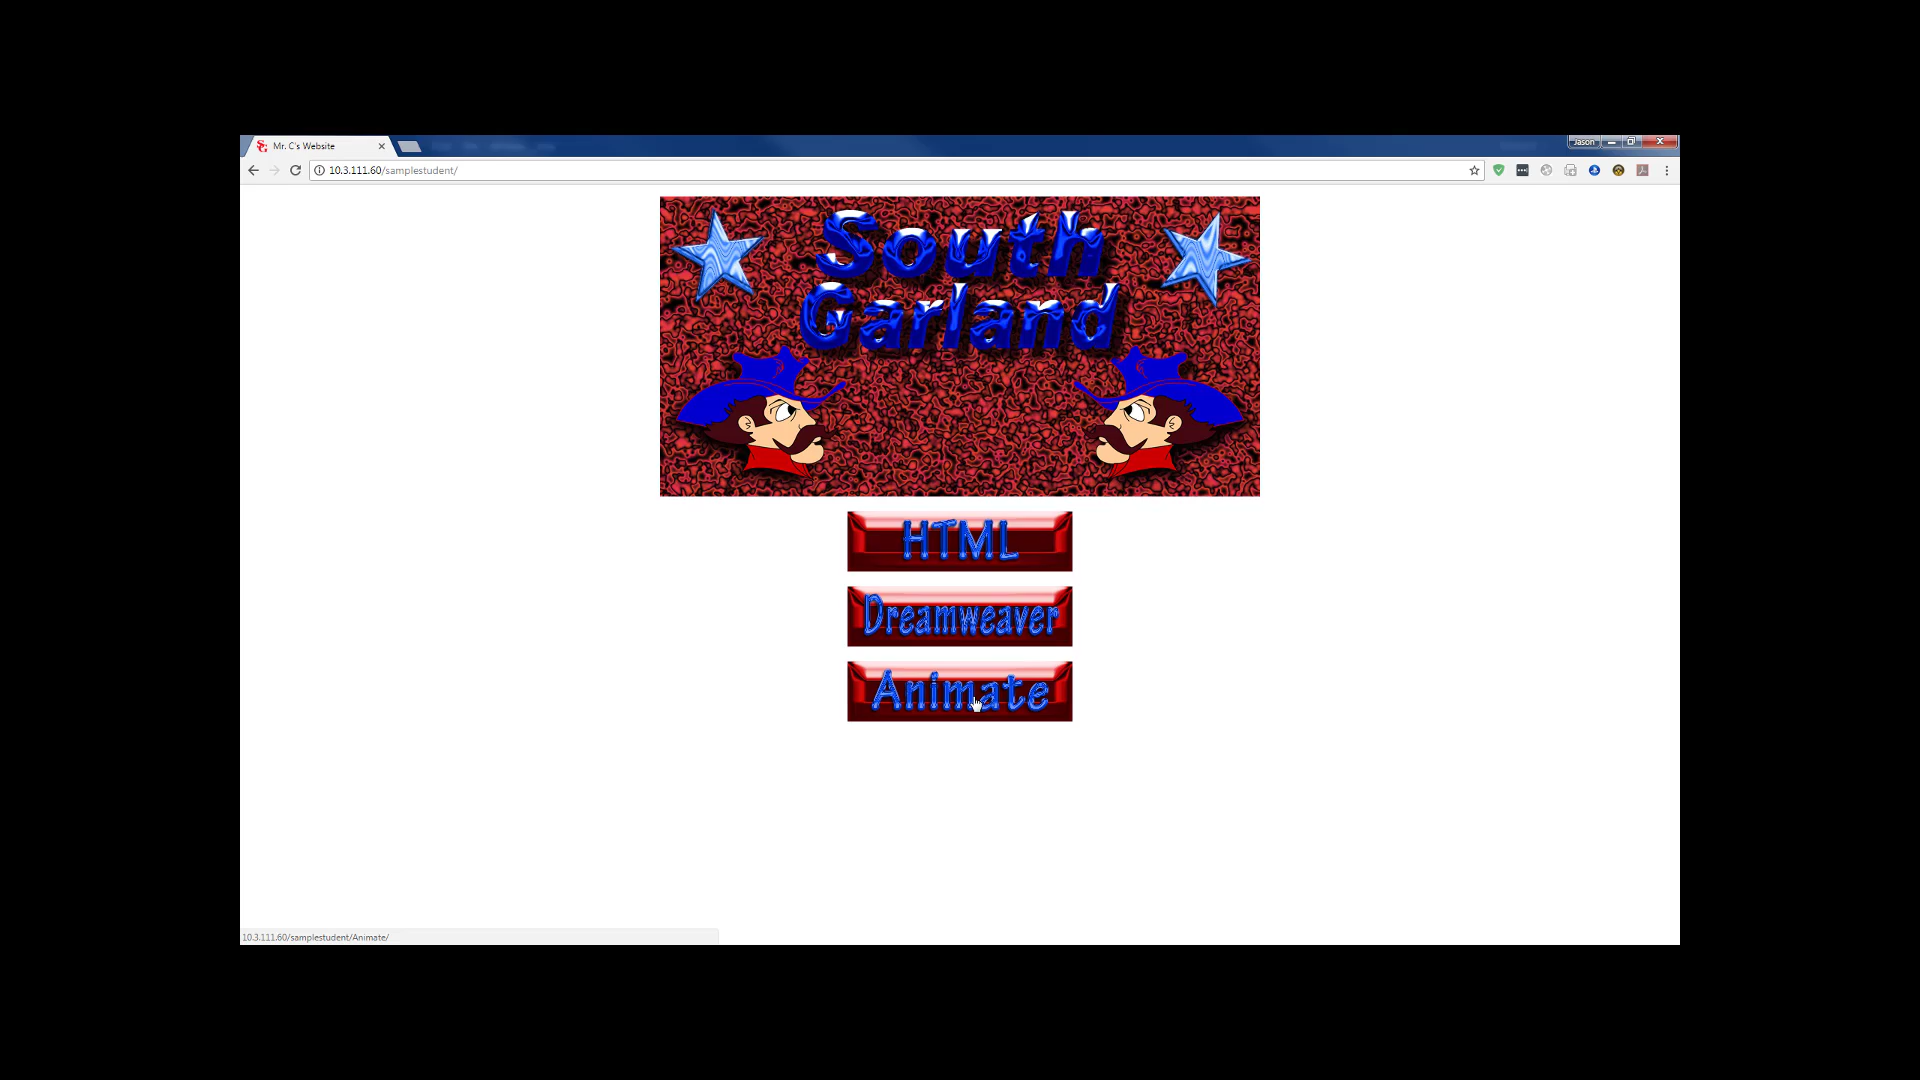 Mr. C's Website
Jason
10.3.111.60/samplestudent/
South
Garland
HTML
Dreamweaver
Animate
10.3.111.60/samplestudent/Animate/